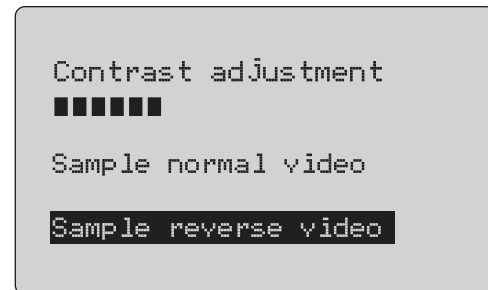 Contrast adjustment
Sample normal video
Sample reverse video